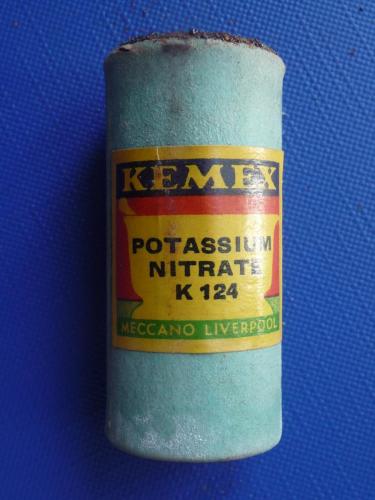 KEMEX
POTASSIUM
NITRATE
K 124
MECCANO LIVERPOOL